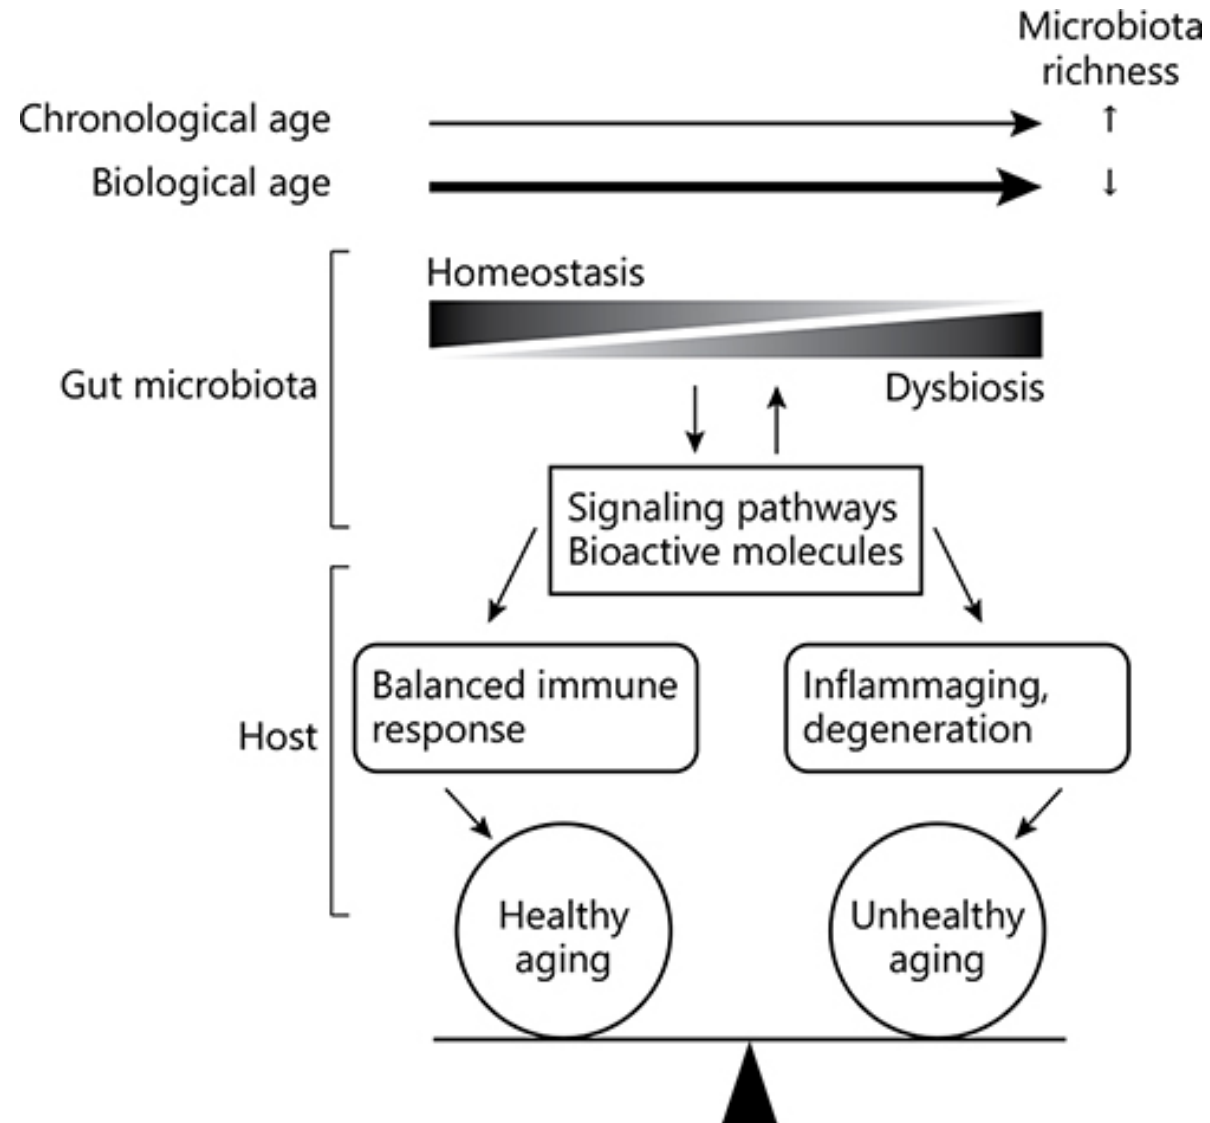 Microbiota
richness
Chronological age ↑
Biological age ↓
Homeostasis
Gut microbiota
Dysbiosis
Signaling pathways
Bioactive molecules
Balanced immune
response
Inflammaging,
degeneration
Host
Healthy
aging
Unhealthy
aging